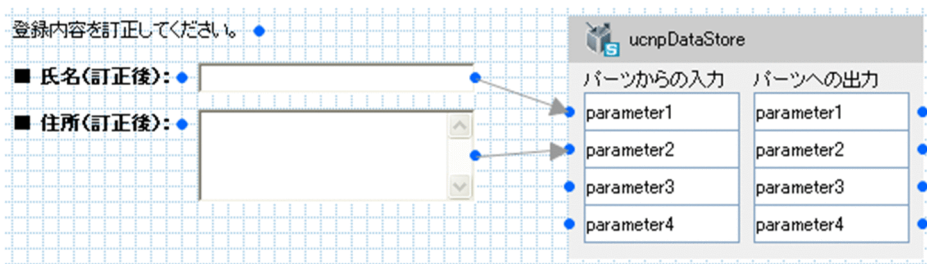 登録内容を訂正してください。
■ 氏名(訂正後):
■ 住所(訂正後):
S ucnpDataStore
パーツからの入力 パーツへの出力
parameter1 parameter1
parameter2 parameter2
parameter3 parameter3
parameter4 parameter4